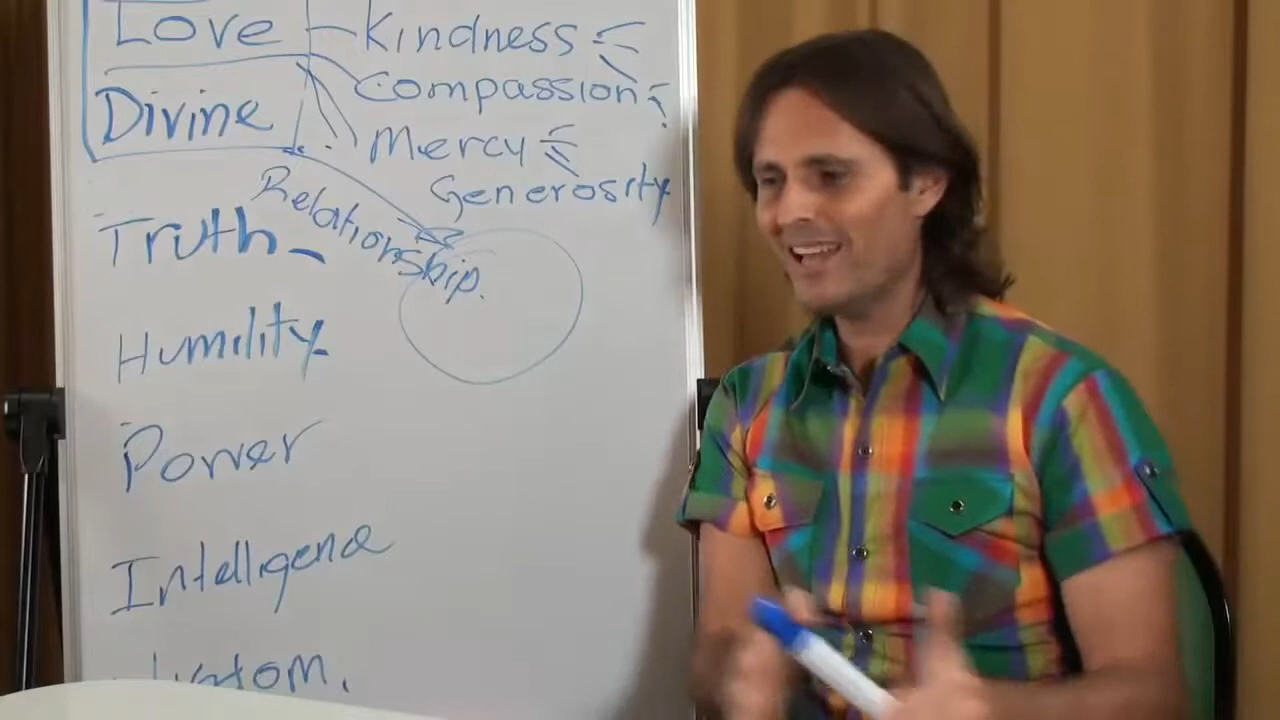 Love - Kindness
Compassion
Divine
Mercy
Generosity
Relationship.
Truth -
Humility.
Power
Intelligence